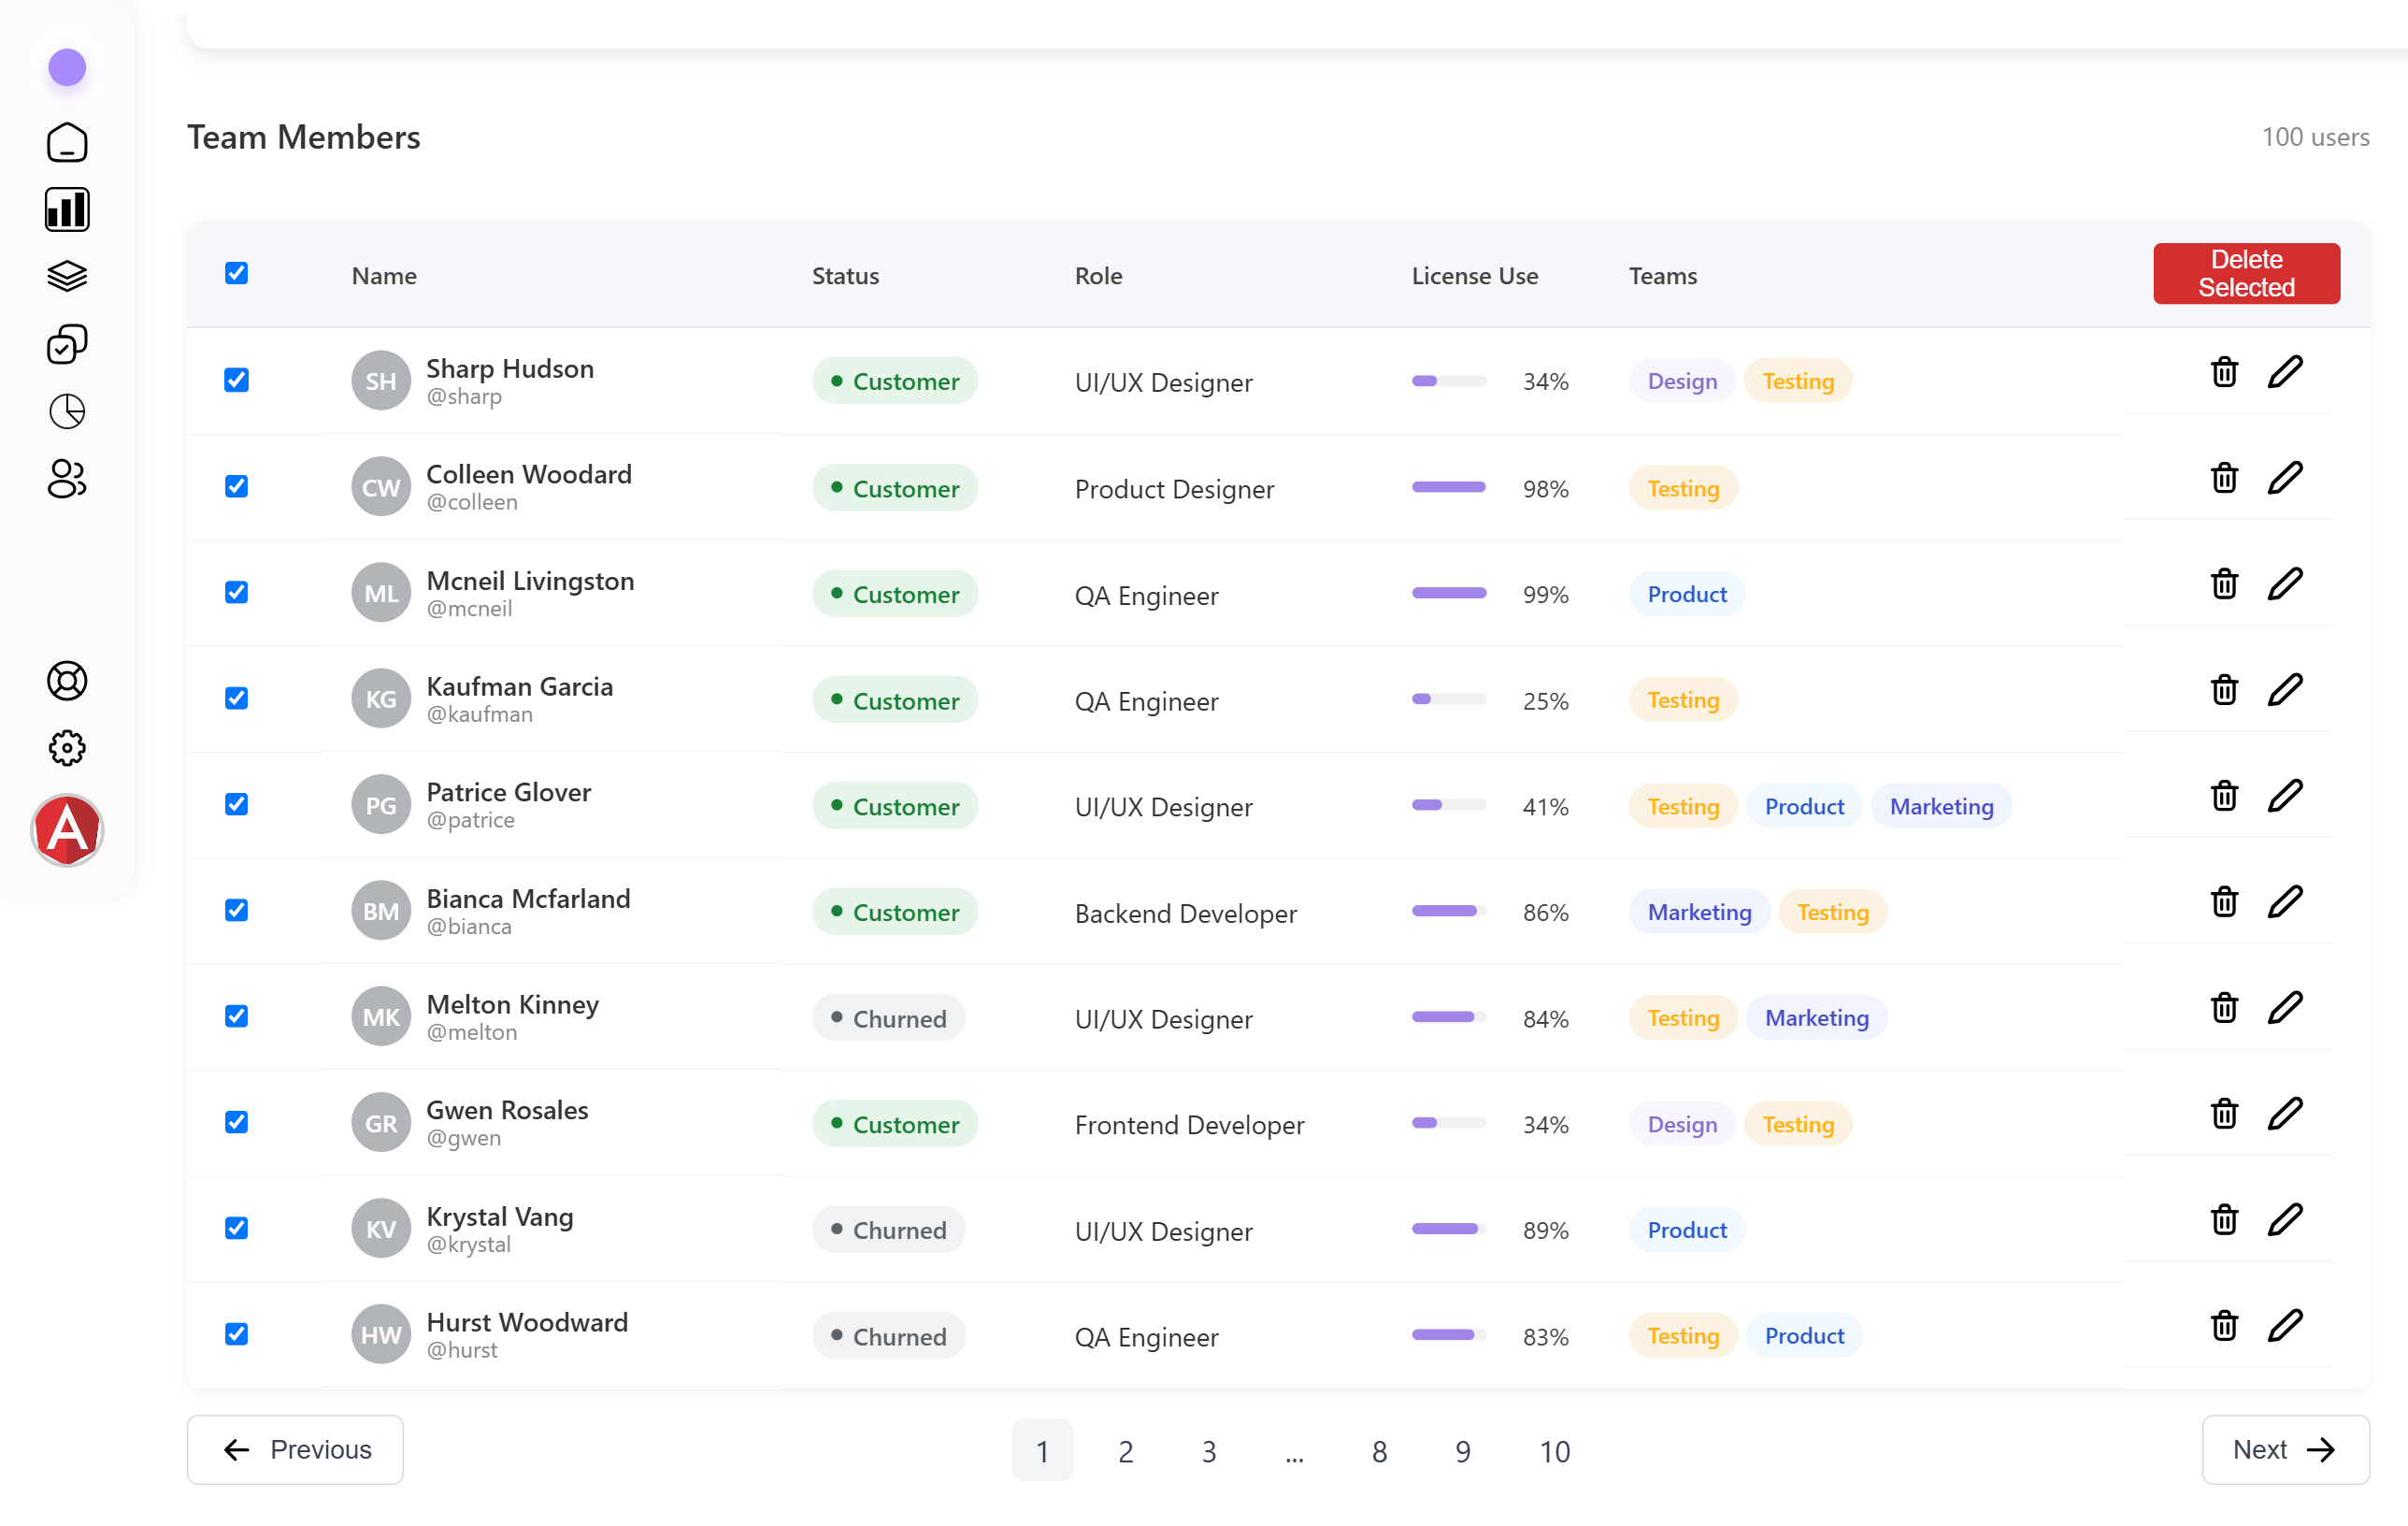 Team Members
100 users
Name Status Role License Use Teams Delete
Selected
SH Sharp Hudson
@sharp
Customer UI/UX Designer 34% Design Testing
CW Colleen Woodard
@colleen
Customer Product Designer 98% Testing
ML Mcneil Livingston
@mcneil
Customer QA Engineer 99% Product
KG Kaufman Garcia
@kaufman
Customer QA Engineer 25% Testing
PG Patrice Glover
@patrice
Customer UI/UX Designer 41% Testing Product Marketing
BM Bianca Mcfarland
@bianca
Customer Backend Developer 86% Marketing Testing
MK Melton Kinney
@melton
Churned UI/UX Designer 84% Testing Marketing
GR Gwen Rosales
@gwen
Customer Frontend Developer 34% Design Testing
KV Krystal Vang
@krystal
Churned UI/UX Designer 89% Product
HW Hurst Woodward
@hurst
Churned QA Engineer 83% Testing Product
Previous 1 2 3 ... 8 9 10 Next
A